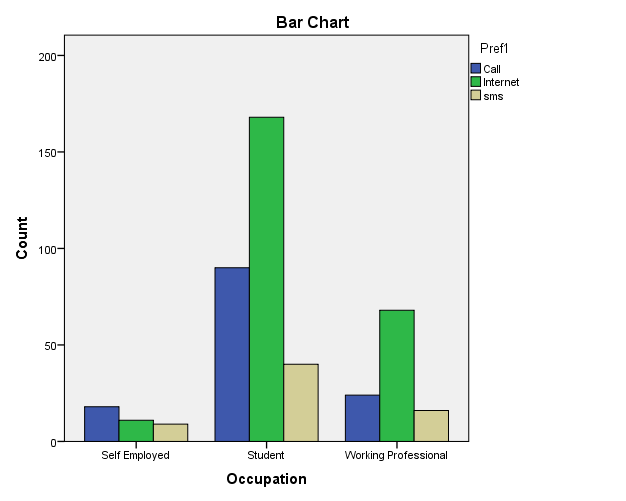 Bar Chart
Pref1
Call
Internet
sms
200
150
100
50
0
Count
Self Employed
Student
Working Professional
Occupation